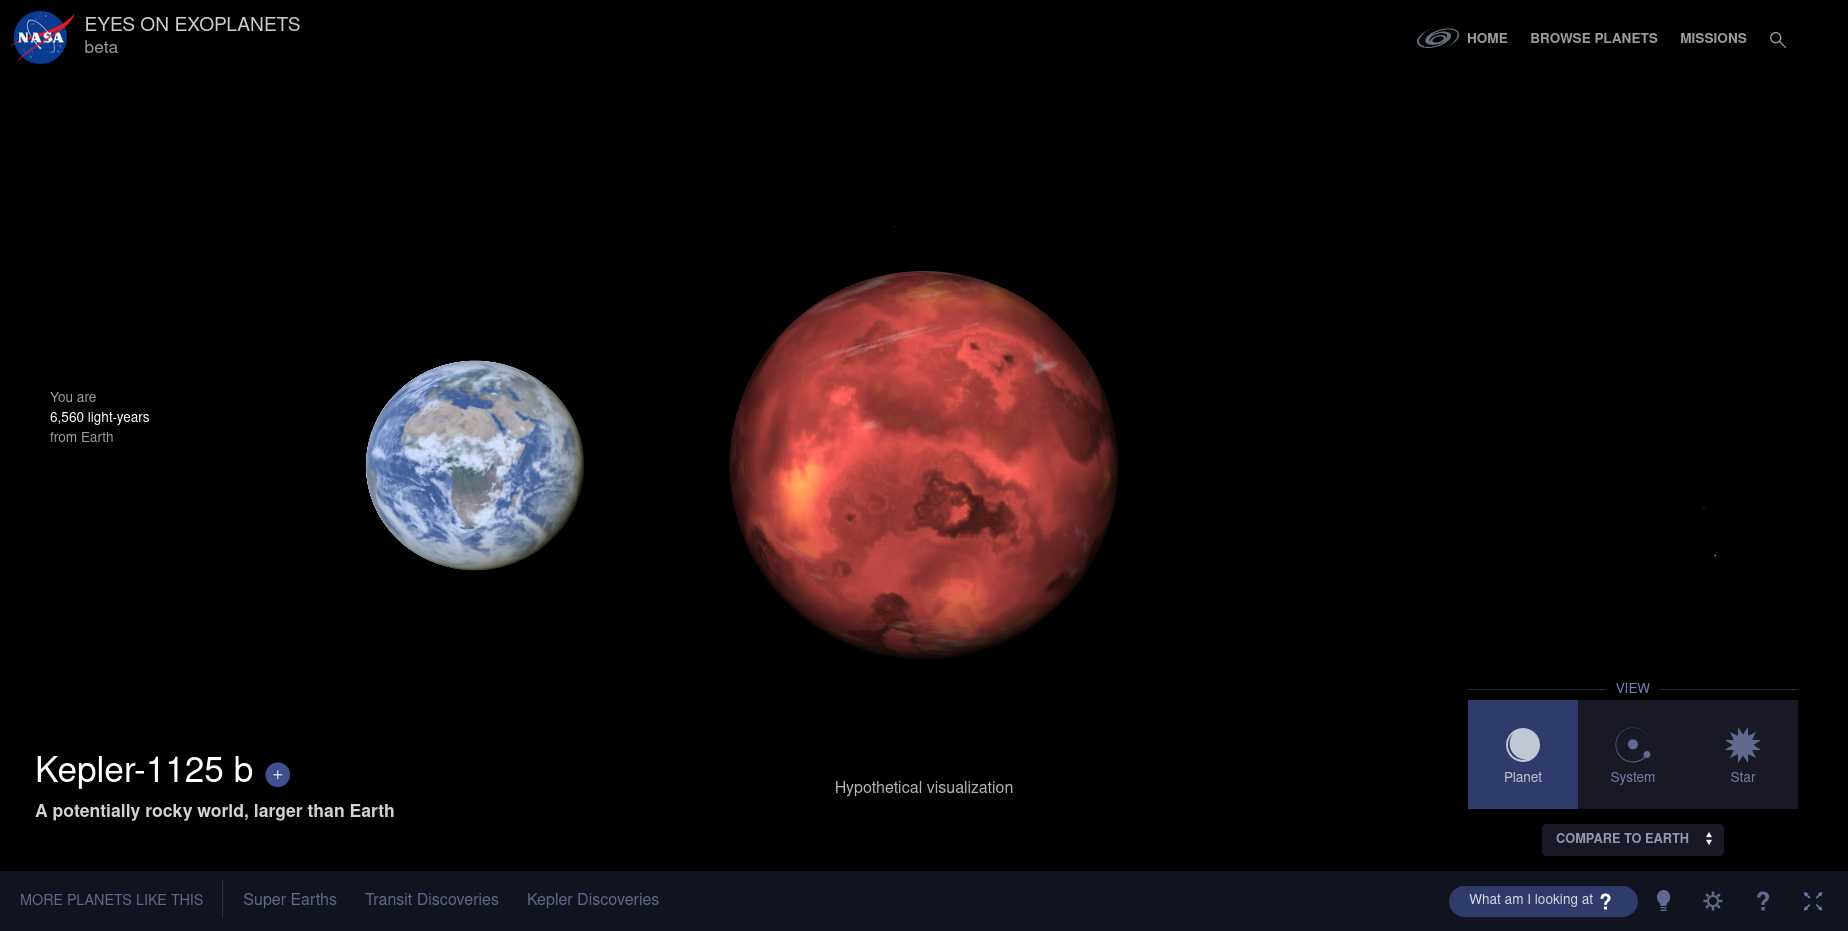 NASA
EYES ON EXOPLANETS
beta
HOME
BROWSE PLANETS
MISSIONS
You are
6,560 light-years
from Earth
VIEW
Planet
System
Star
COMPARE TO EARTH
Kepler-1125 b +
A potentially rocky world, larger than Earth
Hypothetical visualization
MORE PLANETS LIKE THIS
Super Earths
Transit Discoveries
Kepler Discoveries
What am I looking at ?
?